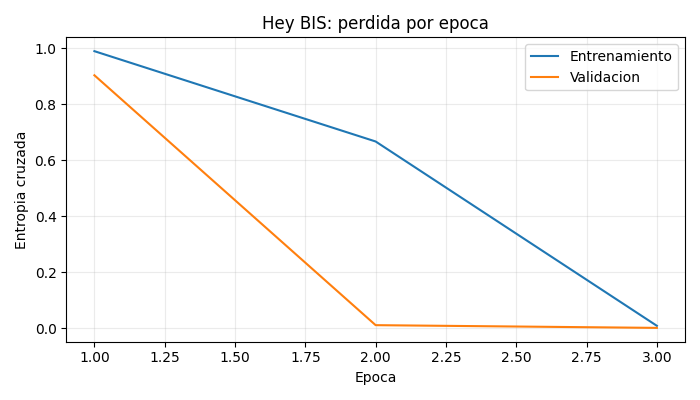 Hey BIS: perdida por epoca
Entropia cruzada
1.0
0.8
0.6
0.4
0.2
0.0
Entrenamiento
Validacion
1.00 1.25 1.50 1.75 2.00 2.25 2.50 2.75 3.00
Epoca